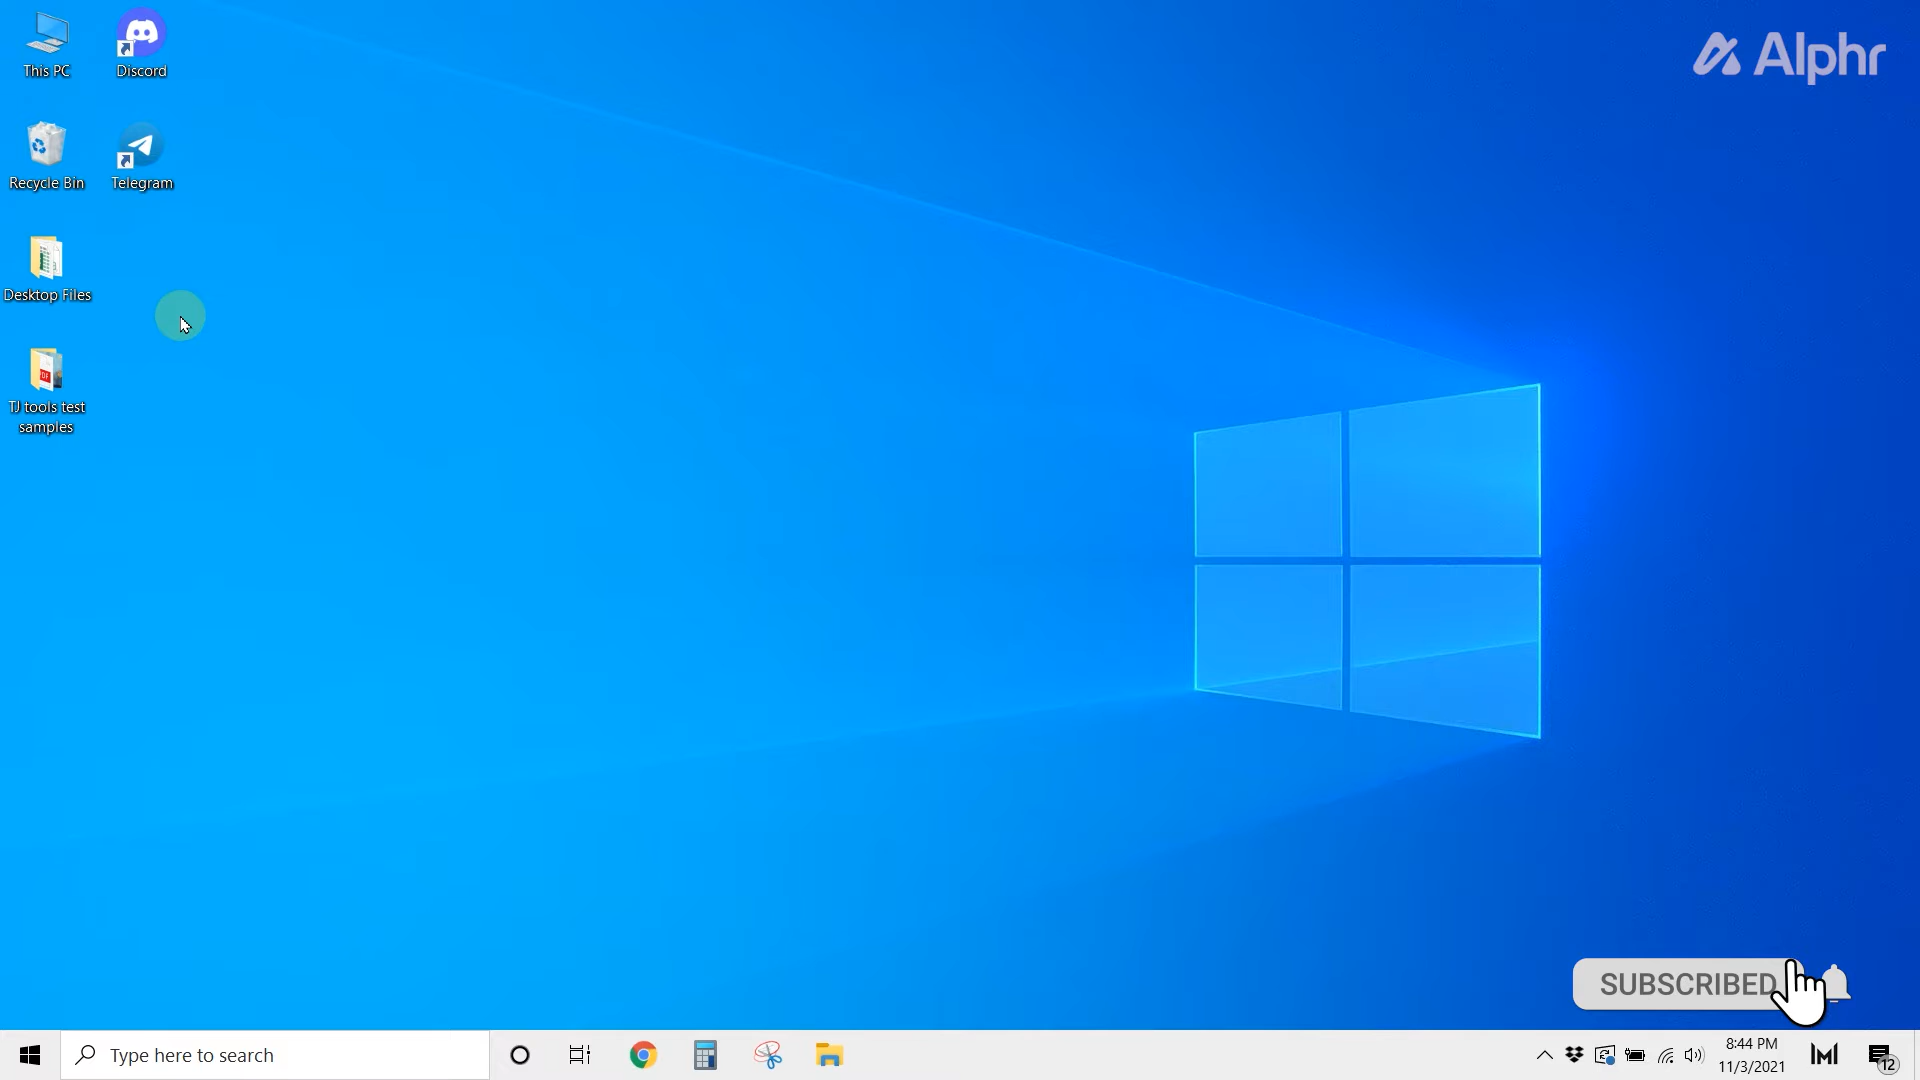 This PC
Discord
Alphr
Recycle Bin
Telegram
Desktop Files
TJ tools test
samples
SUBSCRIBED
Type here to search
8:44 PM
11/3/2021
12